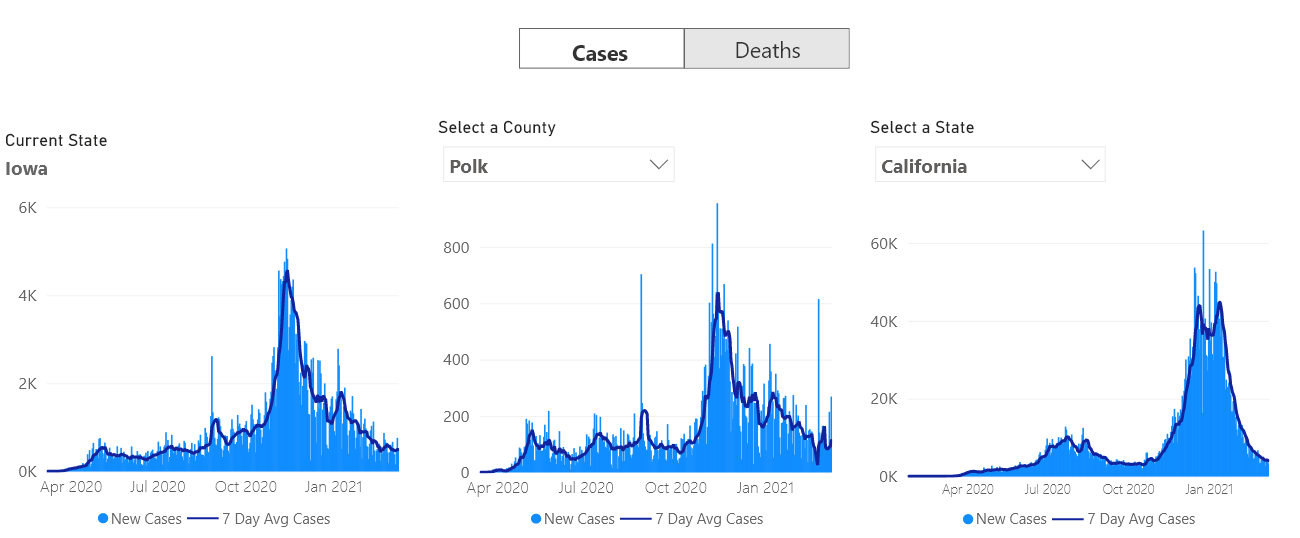 Cases Deaths
Current State
Iowa
6K
4K
2K
0K
Apr 2020 Jul 2020 Oct 2020 Jan 2021
New Cases 7 Day Avg Cases
Select a County
Polk
800
600
400
200
0
Apr 2020 Jul 2020 Oct 2020 Jan 2021
New Cases 7 Day Avg Cases
Select a State
California
60K
40K
20K
0K
Apr 2020 Jul 2020 Oct 2020 Jan 2021
New Cases 7 Day Avg Cases